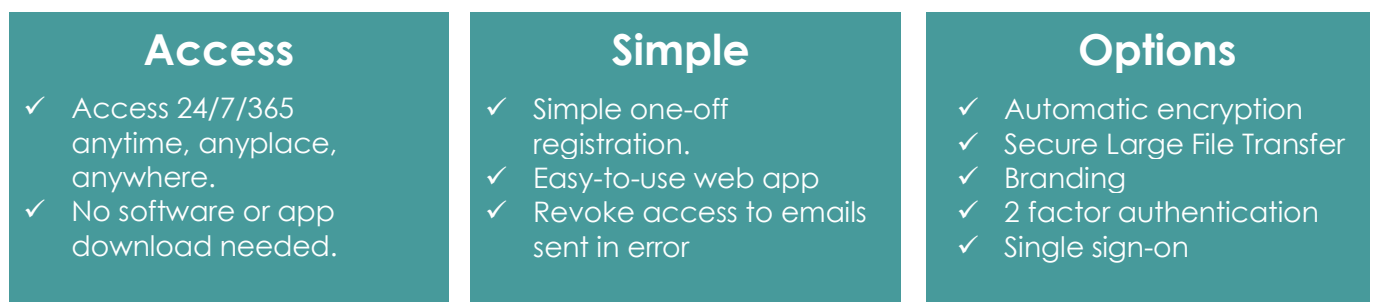 Access
✓ Access 24/7/365
anytime, anyplace,
anywhere.
✓ No software or app
download needed.
Simple
✓ Simple one-off
registration.
✓ Easy-to-use web app
✓ Revoke access to emails
sent in error
Options
✓ Automatic encryption
✓ Secure Large File Transfer
✓ Branding
✓ 2 factor authentication
✓ Single sign-on